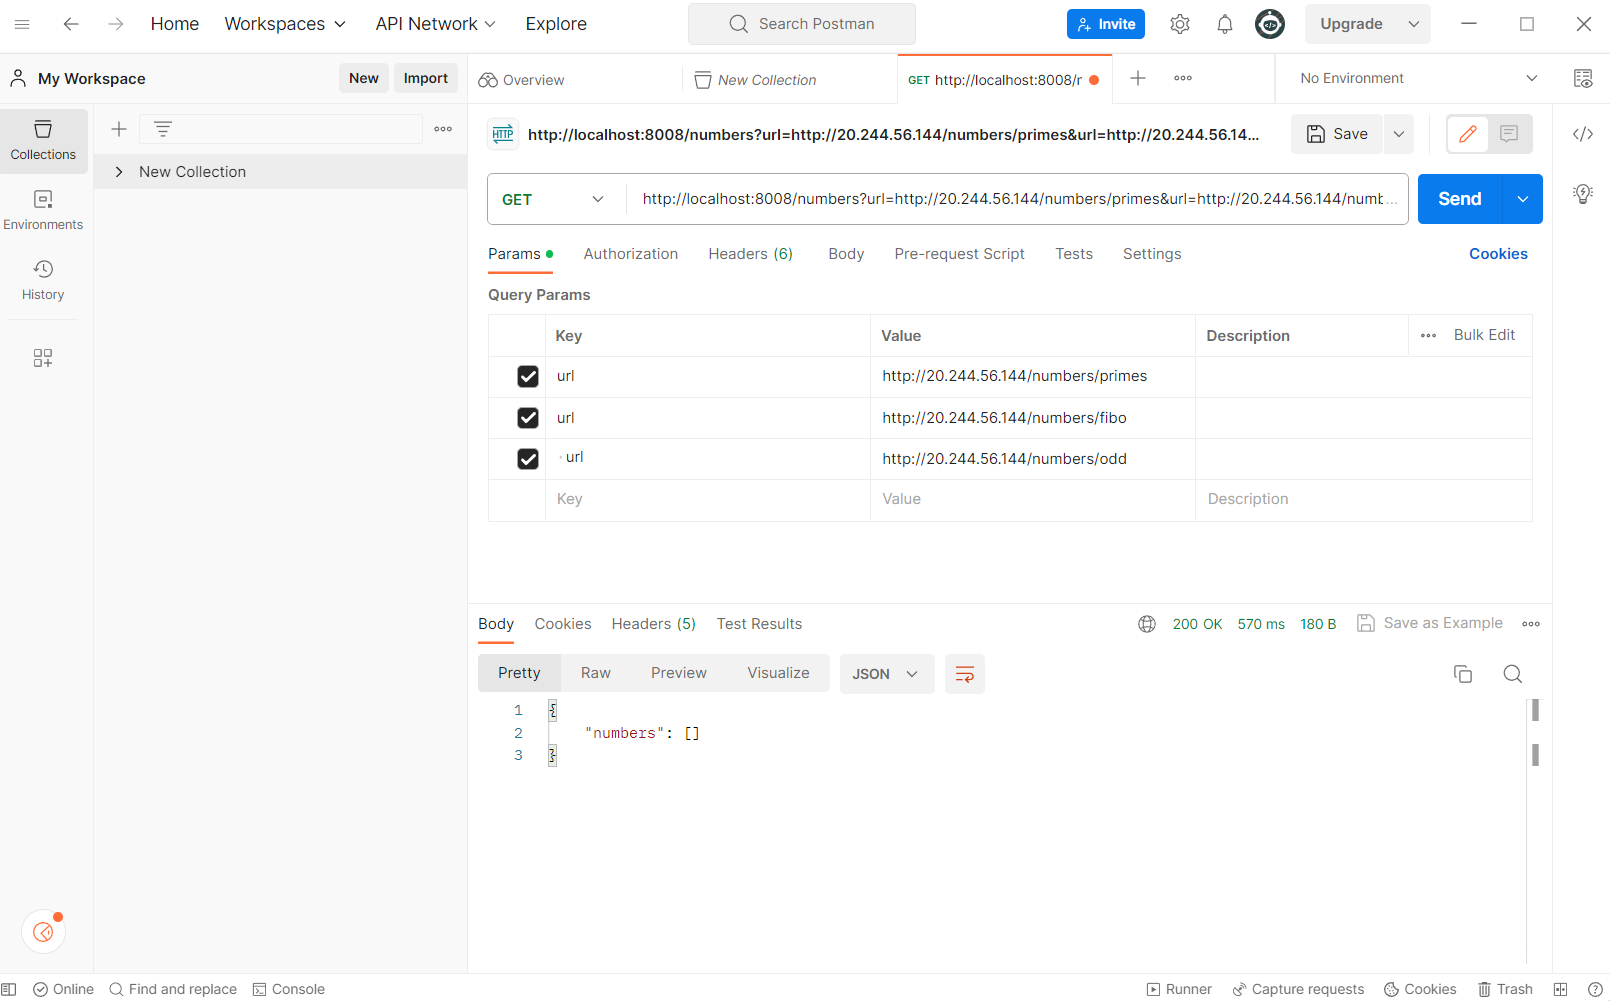 Home Workspaces API Network Explore Search Postman Invite Upgrade
My Workspace New Import Overview New Collection GET http://localhost:8008/r No Environment
Collections
New Collection
Environments
History
http://localhost:8008/numbers?url=http://20.244.56.144/numbers/primes&url=http://20.244.56.14... Save
GET http://localhost:8008/numbers?url=http://20.244.56.144/numbers/primes&url=http://20.244.56.144/numb... Send
Params Authorization Headers (6) Body Pre-request Script Tests Settings Cookies
Query Params
Key Value Description Bulk Edit
url http://20.244.56.144/numbers/primes
url http://20.244.56.144/numbers/fibo
url http://20.244.56.144/numbers/odd
Key Value Description
Body Cookies Headers (5) Test Results 200 OK 570 ms 180 B Save as Example
Pretty Raw Preview Visualize JSON
1 {
2 "numbers": []
3 }
Online Find and replace Console Runner Capture requests Cookies Trash